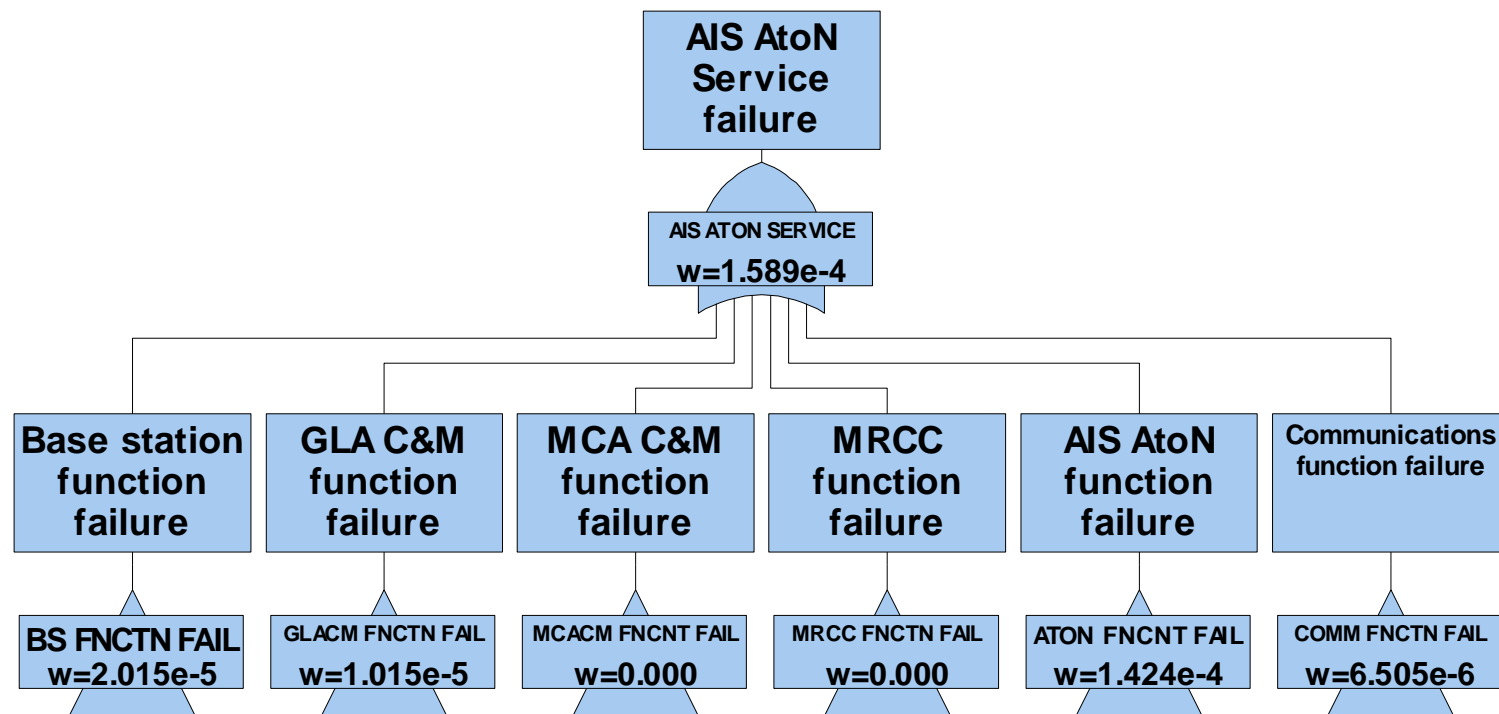 AIS AtoN
Service
failure
AIS ATON SERVICE
w=1.589e-4
Base station
function
failure
GLA C&M
function
failure
MCA C&M
function
failure
MRCC
function
failure
AIS AtoN
function
failure
Communications
function failure
BS FNCTN FAIL
w=2.015e-5
GLACM FNCTN FAIL
w=1.015e-5
MCACM FNCNT FAIL
w=0.000
MRCC FNCTN FAIL
w=0.000
ATON FNCNT FAIL
w=1.424e-4
COMM FNCTN FAIL
w=6.505e-6